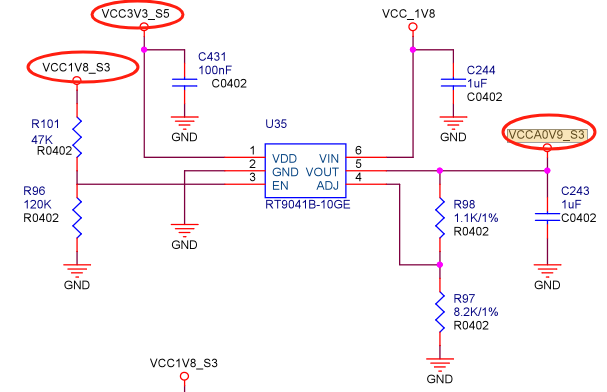 VCC3V3_S5
VCC_1V8
VCC1V8_S3
C431
100nF
C0402
GND
C244
1uF
C0402
GND
VCCA0V9_S3
R101
47K
R0402
U35
1 VDD VIN 6
2 GND VOUT 5
3 EN ADJ 4
RT9041B-10GE
R96
120K
R0402
GND
GND
R98
1.1K/1%
R0402
C243
1uF
C0402
GND
R97
8.2K/1%
R0402
GND
VCC1V8_S3